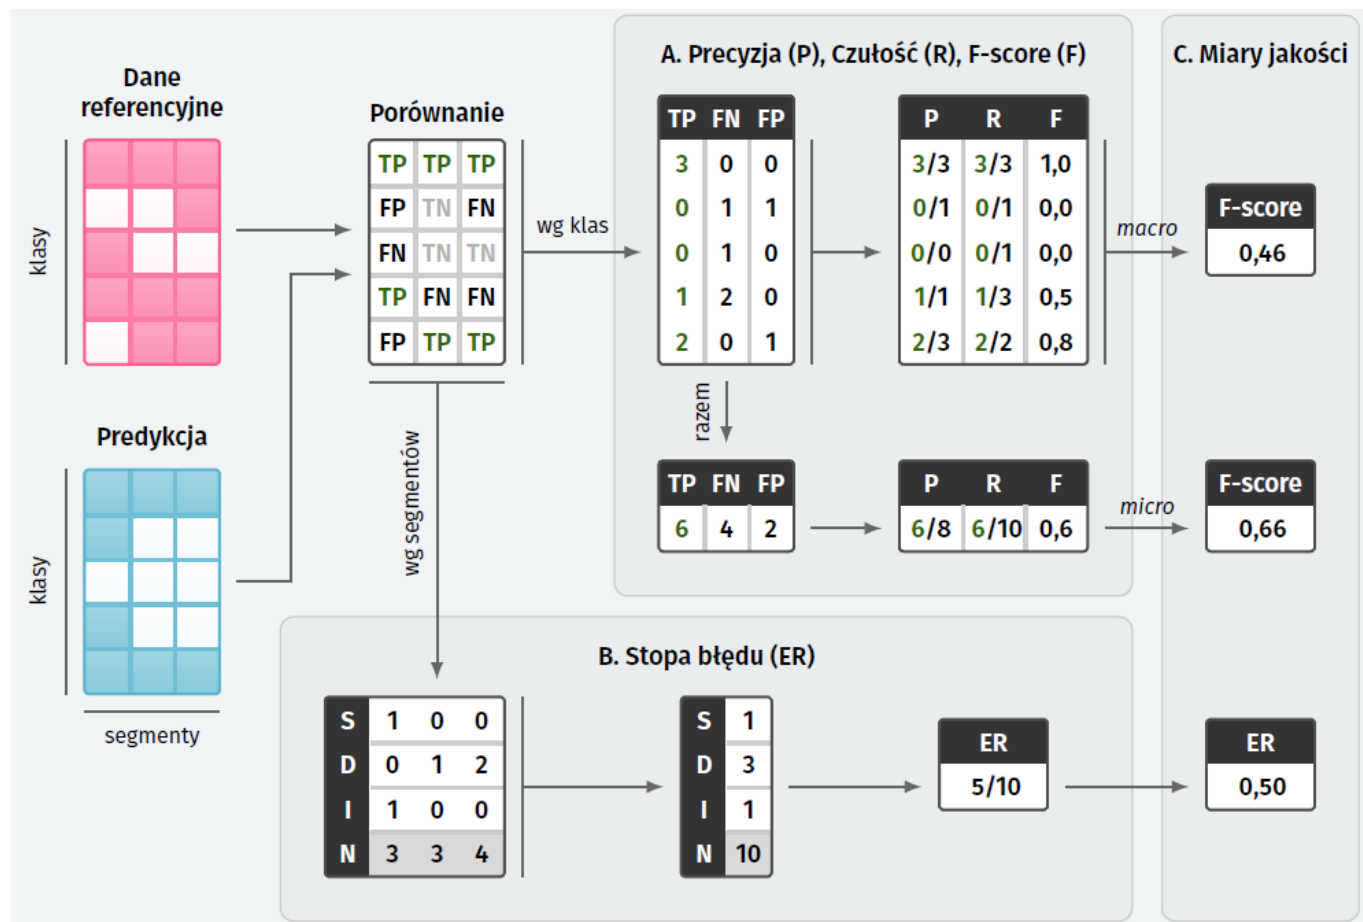 A. Precyzja (P), Czułość (R), F-score (F)
C. Miary jakości
Dane
referencyjne
klasy
Porównanie
TP TP TP
FP TN FN
FN TN TN
TP FN FN
FP TP TP
wg klas
TP FN FP
3 0 0
0 1 1
0 1 0
1 2 0
2 0 1
P R F
3/3 3/3 1,0
0/1 0/1 0,0
0/0 0/1 0,0
1/1 1/3 0,5
2/3 2/2 0,8
macro
F-score
0,46
razem
TP FN FP
6 4 2
P R F
6/8 6/10 0,6
micro
F-score
0,66
Predykcja
klasy
segmenty
wg segmentów
B. Stopa błędu (ER)
S 1 0 0
D 0 1 2
I 1 0 0
N 3 3 4
S 1
D 3
I 1
N 10
ER
5/10
ER
0,50